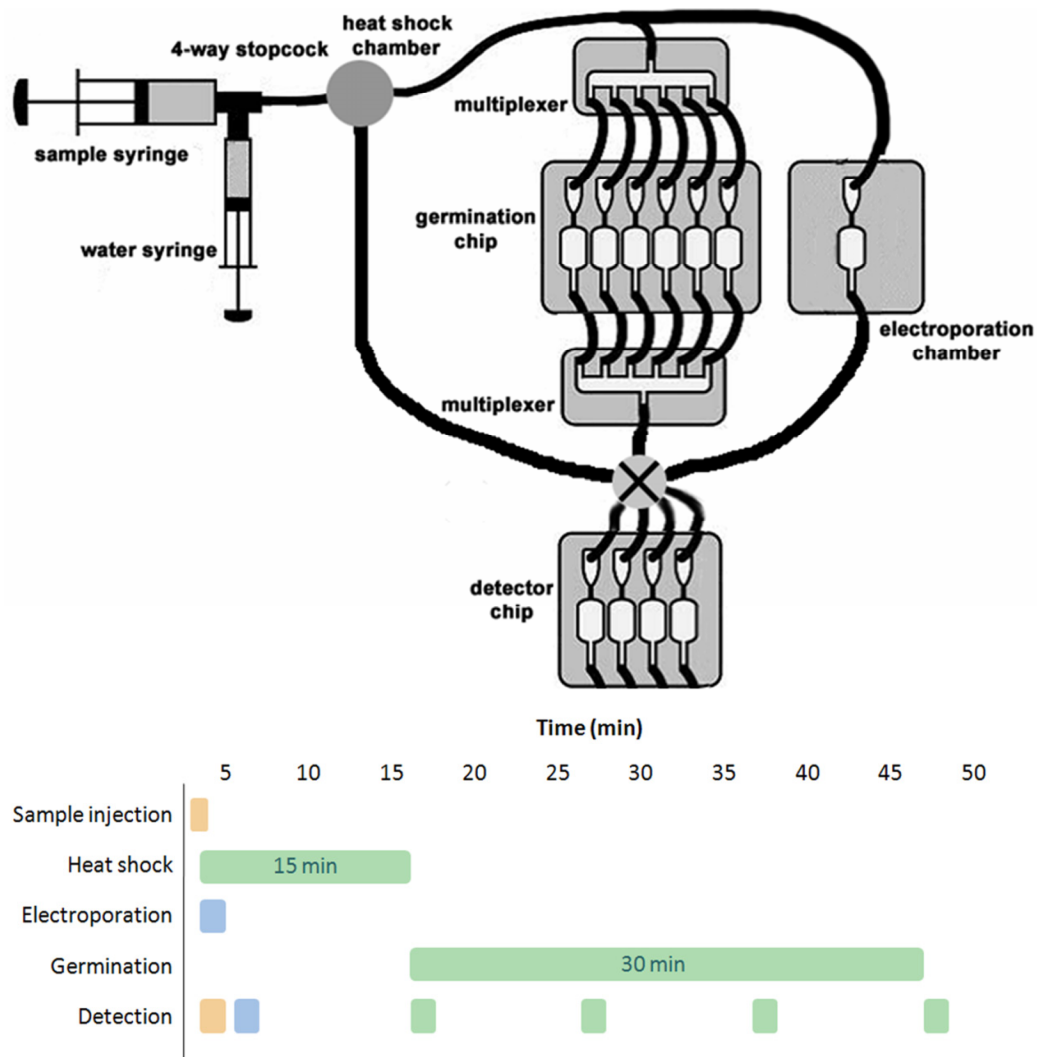 heat shock
chamber
4-way stopcock
multiplexer
sample syringe
germination
chip
water syringe
electroporation
chamber
multiplexer
detector
chip
Time (min)
5 10 15 20 25 30 35 40 45 50
Sample injection
Heat shock 15 min
Electroporation
Germination 30 min
Detection